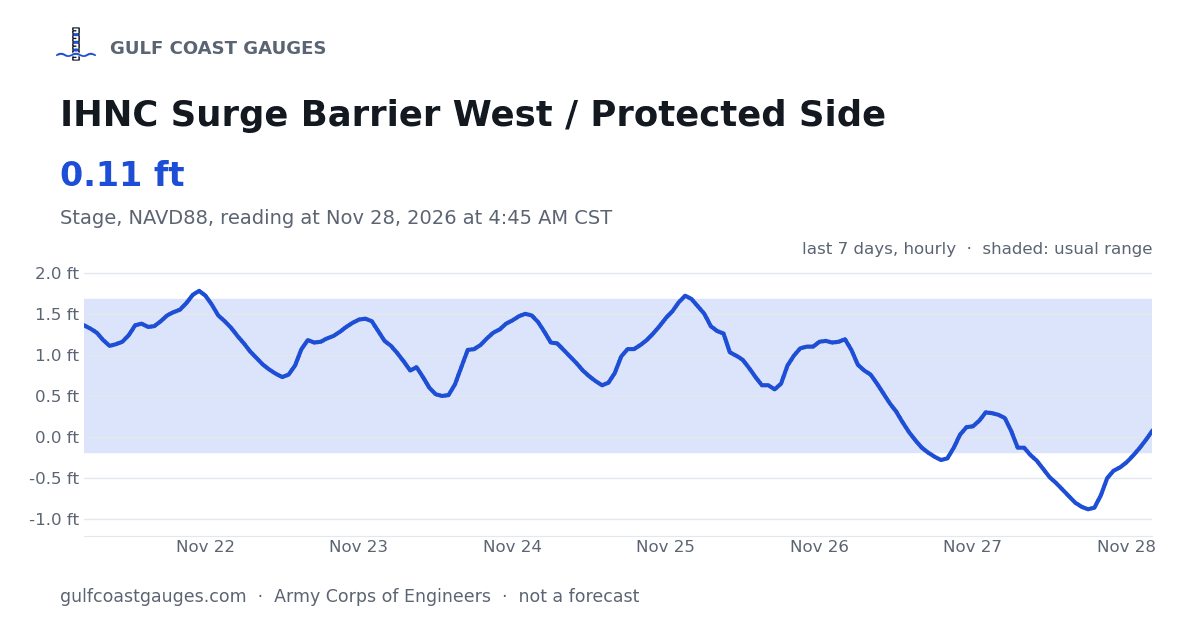 GULF COAST GAUGES
IHNC Surge Barrier West / Protected Side
0.11 ft
Stage, NAVD88, reading at Nov 28, 2026 at 4:45 AM CST
last 7 days, hourly · shaded: usual range
2.0 ft
1.5 ft
1.0 ft
0.5 ft
0.0 ft
-0.5 ft
-1.0 ft
Nov 22 Nov 23 Nov 24 Nov 25 Nov 26 Nov 27 Nov 28
gulfcoastgauges.com · Army Corps of Engineers · not a forecast